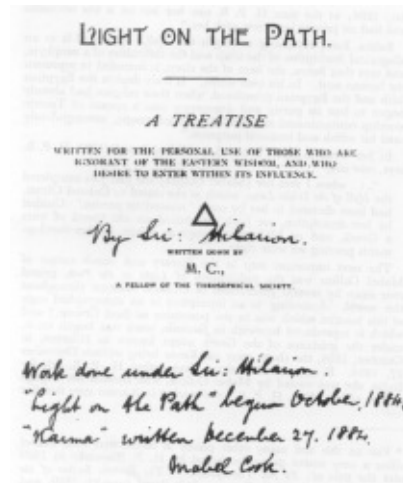 LIGHT ON THE PATH.
A TREATISE
WRITTEN FOR THE PERSONAL USE OF THOSE WHO ARE
IGNORANT OF THE EASTERN WISDOM, AND WHO
DESIRE TO ENTER WITHIN ITS INFLUENCE.
By Sri: Hilarion.
WRITTEN DOWN BY
M. C.,
A FELLOW OF THE THEOSOPHICAL SOCIETY.
Work done under Sri: Hilarion.
"Light on the Path" begun October, 1884.
"Karma" written December 27, 1884.
Mabel Cook.